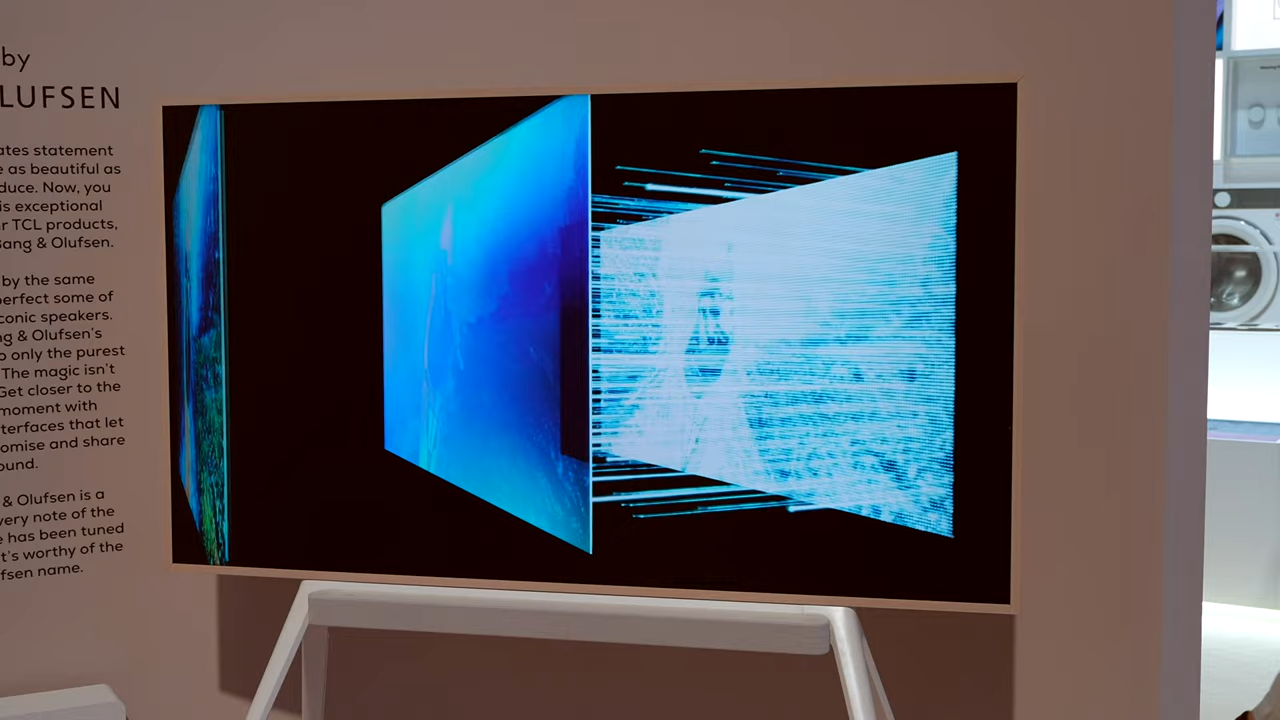 by
LUFSEN
ates statement
e as beautiful as
duce. Now, you
is exceptional
r TCL products,
Bang & Olufsen.
by the same
perfect some of
conic speakers.
ng & Olufsen's
o only the purest
The magic isn't
Get closer to the
moment with
terfaces that let
omise and share
ound.
& Olufsen is a
very note of the
e has been tuned
t's worthy of the
fsen name.